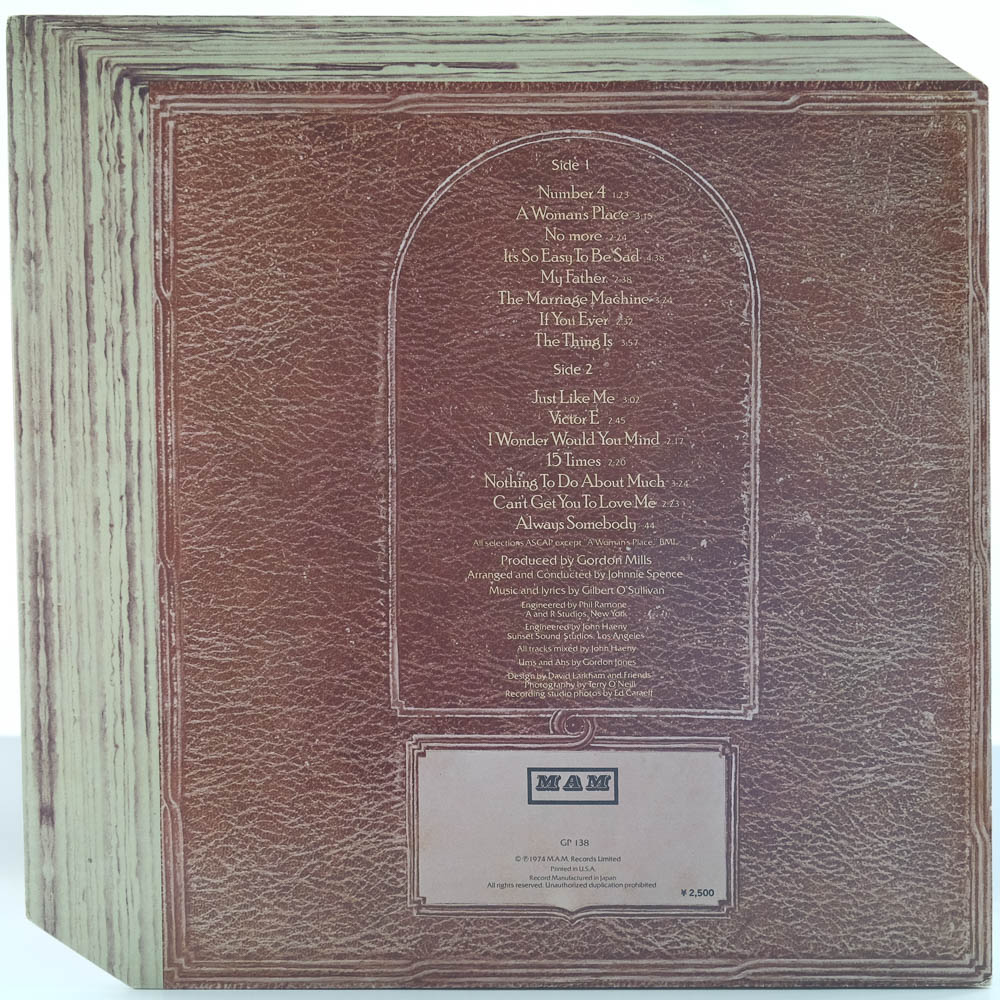 Side 1
Number 4 1:23
A Woman's Place 3:15
No more 2:24
It's So Easy To Be Sad 4:38
My Father 2:38
The Marriage Machine 3:24
If You Ever 2:32
The Thing Is 3:57
Side 2
Just Like Me 3:02
Victor E 2:45
I Wonder Would You Mind 2:17
15 Times 2:20
Nothing To Do About Much 3:24
Can't Get You To Love Me 2:23
Always Somebody 44
All selections ASCAP except "A Woman's Place" BMI.
Produced by Gordon Mills
Arranged and Conducted by Johnnie Spence
Music and lyrics by Gilbert O'Sullivan
Engineered by Phil Ramone
A and R Studios, New York
Engineered by John Haeny
Sunset Sound Studios, Los Angeles
All tracks mixed by John Haeny
Ums and Ahs by Gordon Jones
Design by David Larkham and Friends
Photography by Terry O'Neill
Recording studio photos by Ed Caraeff
MAM
GP 138
© ℗ 1974 M.A.M. Records Limited
Printed in U.S.A.
Record Manufactured in Japan
All rights reserved. Unauthorized duplication prohibited
¥ 2,500